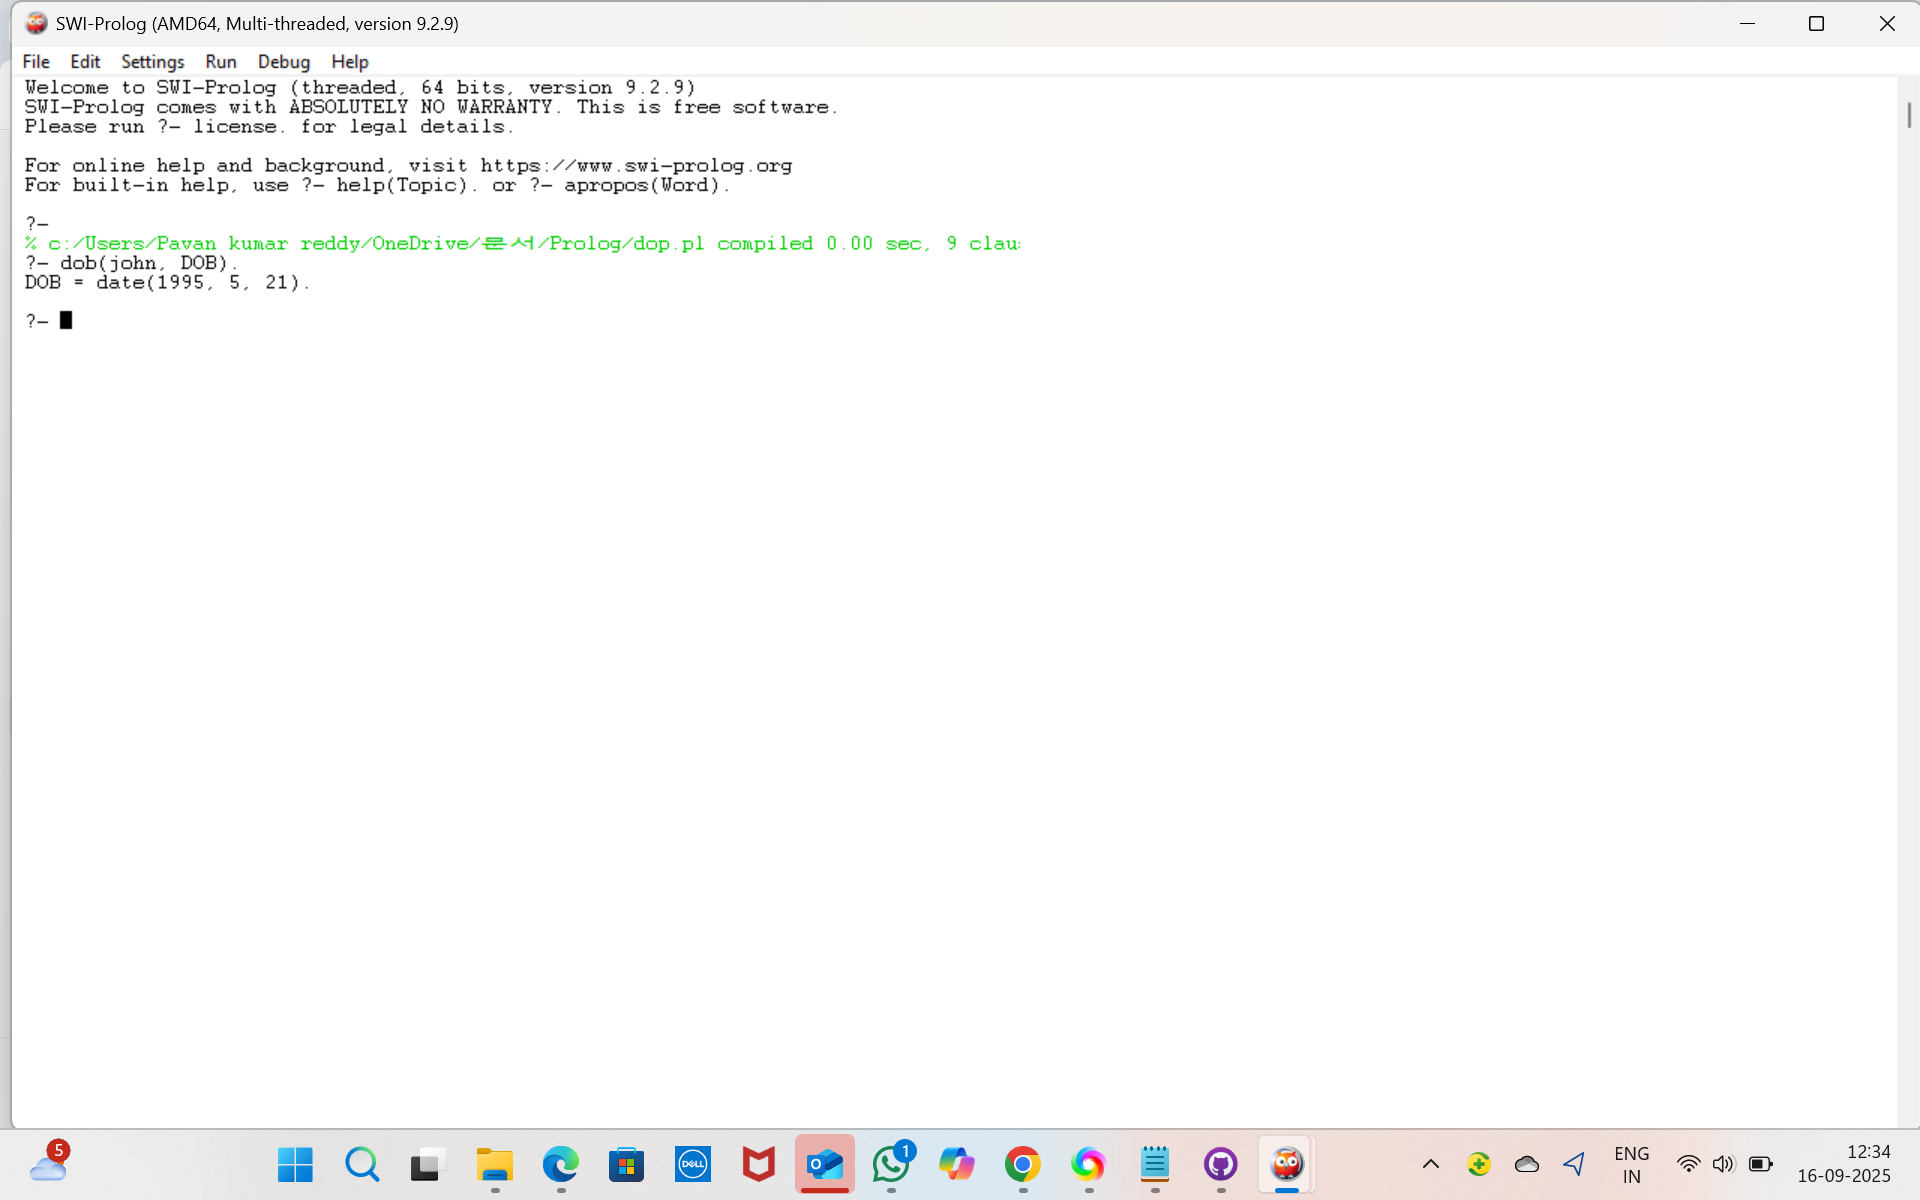 SWI-Prolog (AMD64, Multi-threaded, version 9.2.9)
File Edit Settings Run Debug Help
Welcome to SWI-Prolog (threaded, 64 bits, version 9.2.9)
SWI-Prolog comes with ABSOLUTELY NO WARRANTY. This is free software.
Please run ?- license. for legal details.
For online help and background, visit https://www.swi-prolog.org
For built-in help, use ?- help(Topic). or ?- apropos(Word).
?-
% c:/Users/Pavan kumar reddy/OneDrive/문서/Prolog/dop.pl compiled 0.00 sec, 9 clau
?- dob(john, DOB).
DOB = date(1995, 5, 21).
?-
5
DELL
1
ENG
IN
12:34
16-09-2025